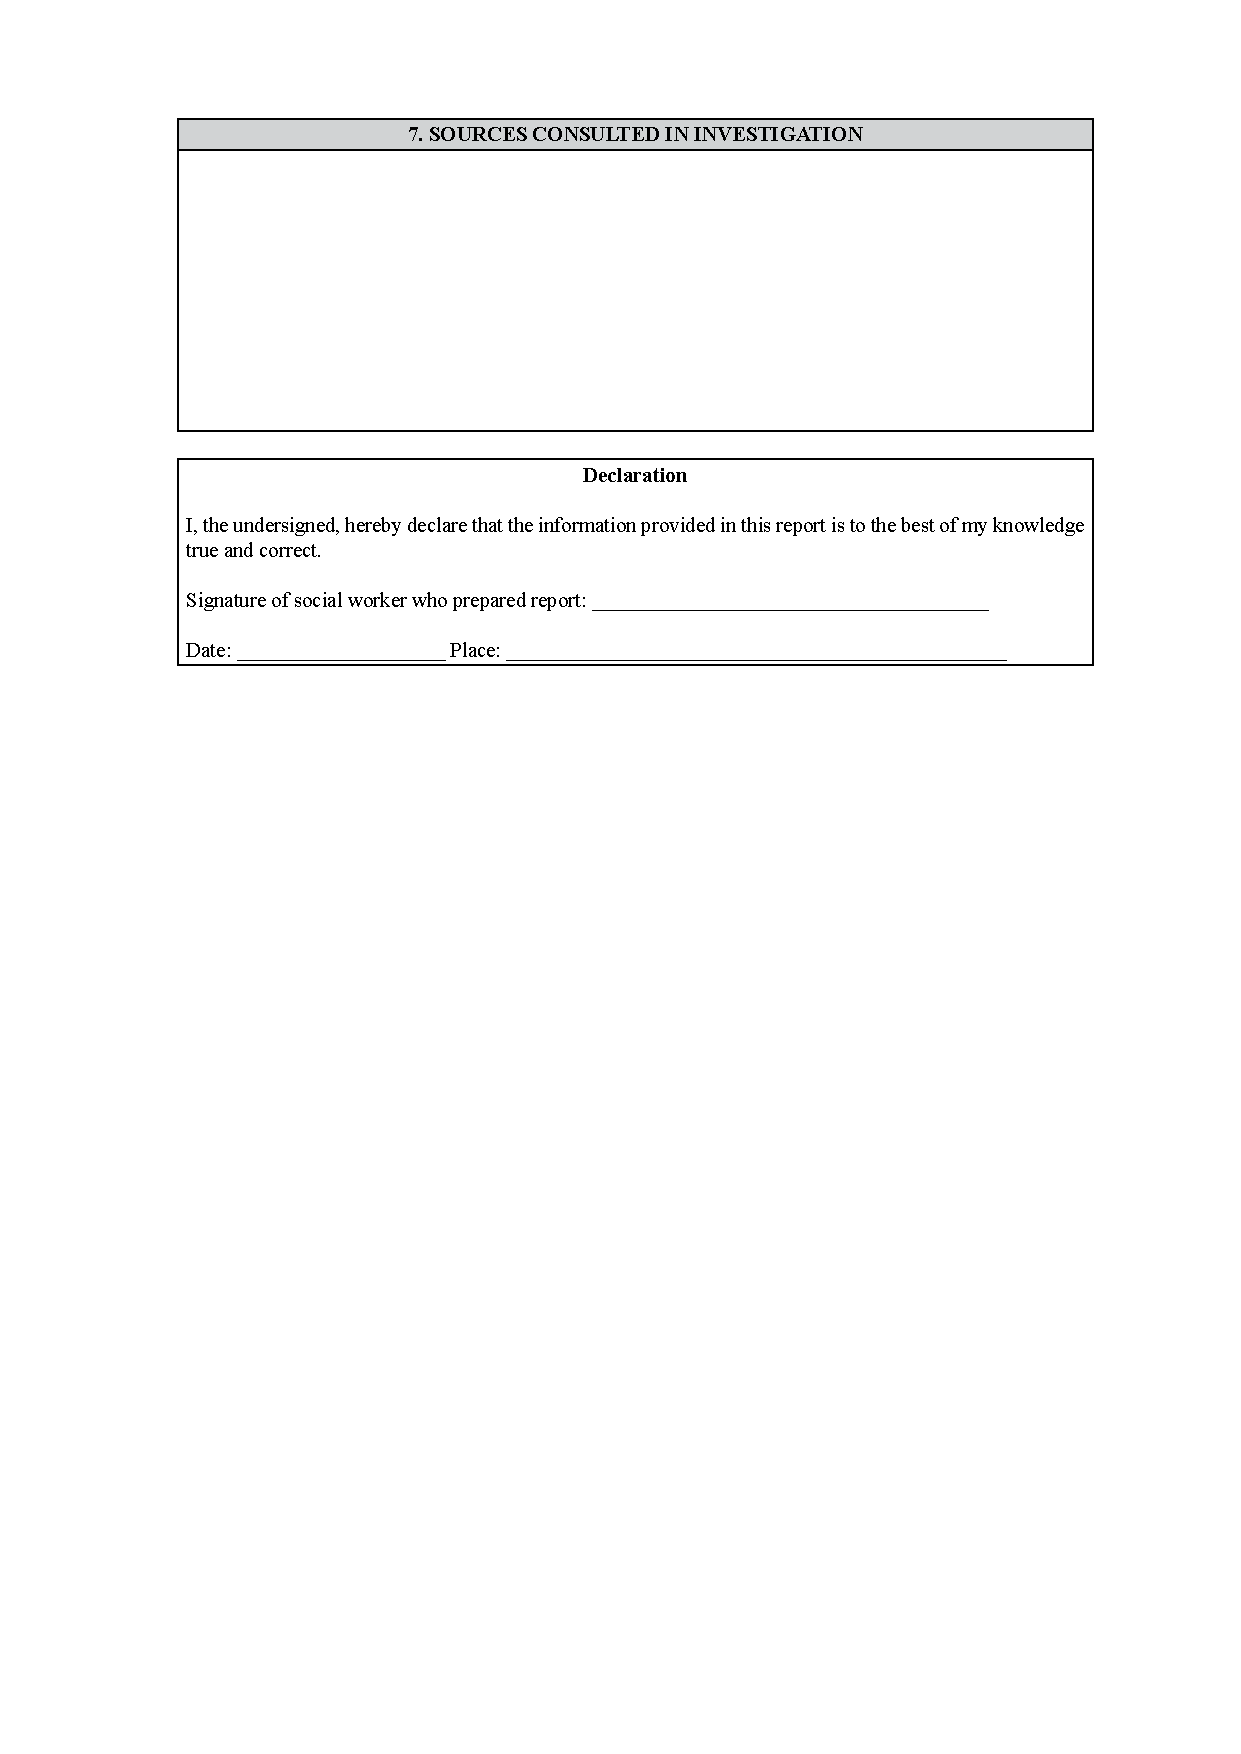 7. SOURCES CONSULTED IN INVESTIGATION
Declaration
I, the undersigned, hereby declare that the information provided in this report is to the best of my knowledge
true and correct.
Signature of social worker who prepared report: ______________________________________
Date: ____________________ Place: ________________________________________________